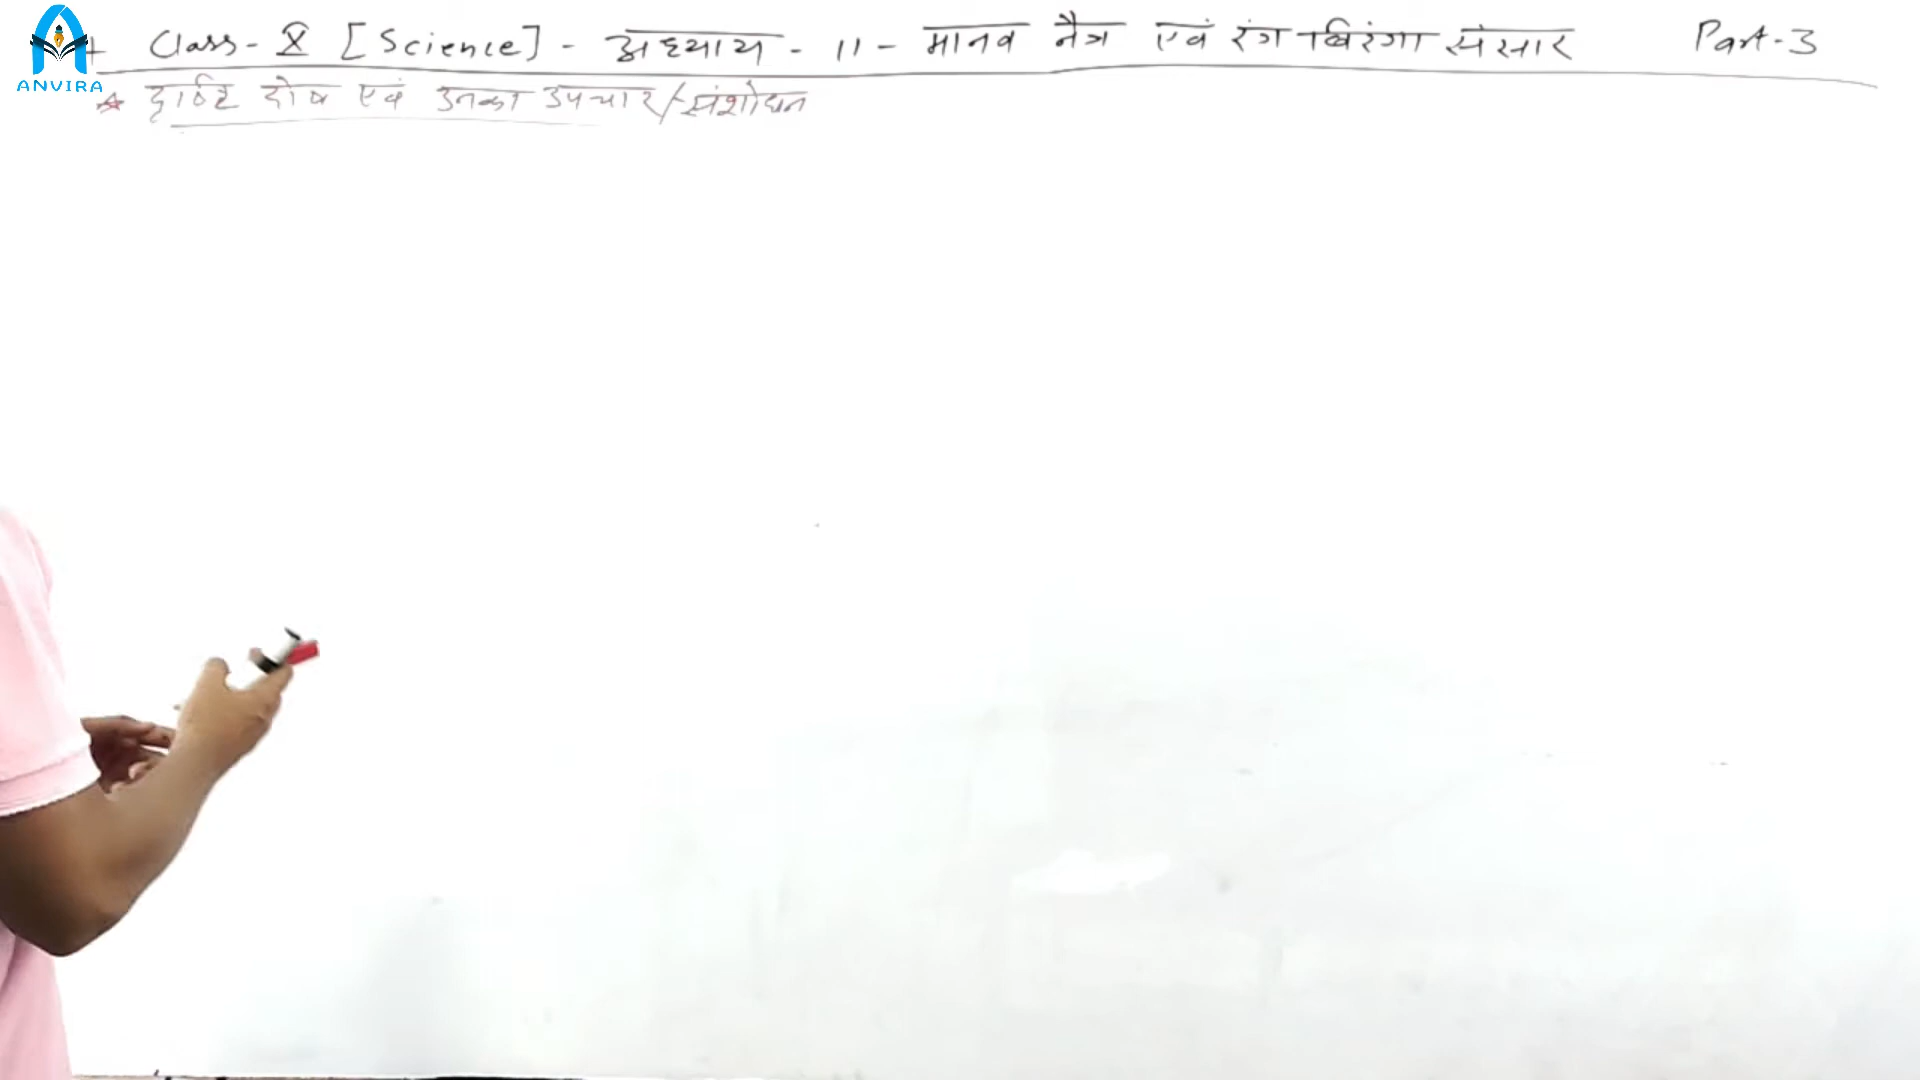 ANVIRA
Class - X [Science] - अध्याय - 11 - मानव नेत्र एवं रंग बिरंगा संसार Part-3
* दृष्टि दोष एवं उनका उपचार/संशोधन